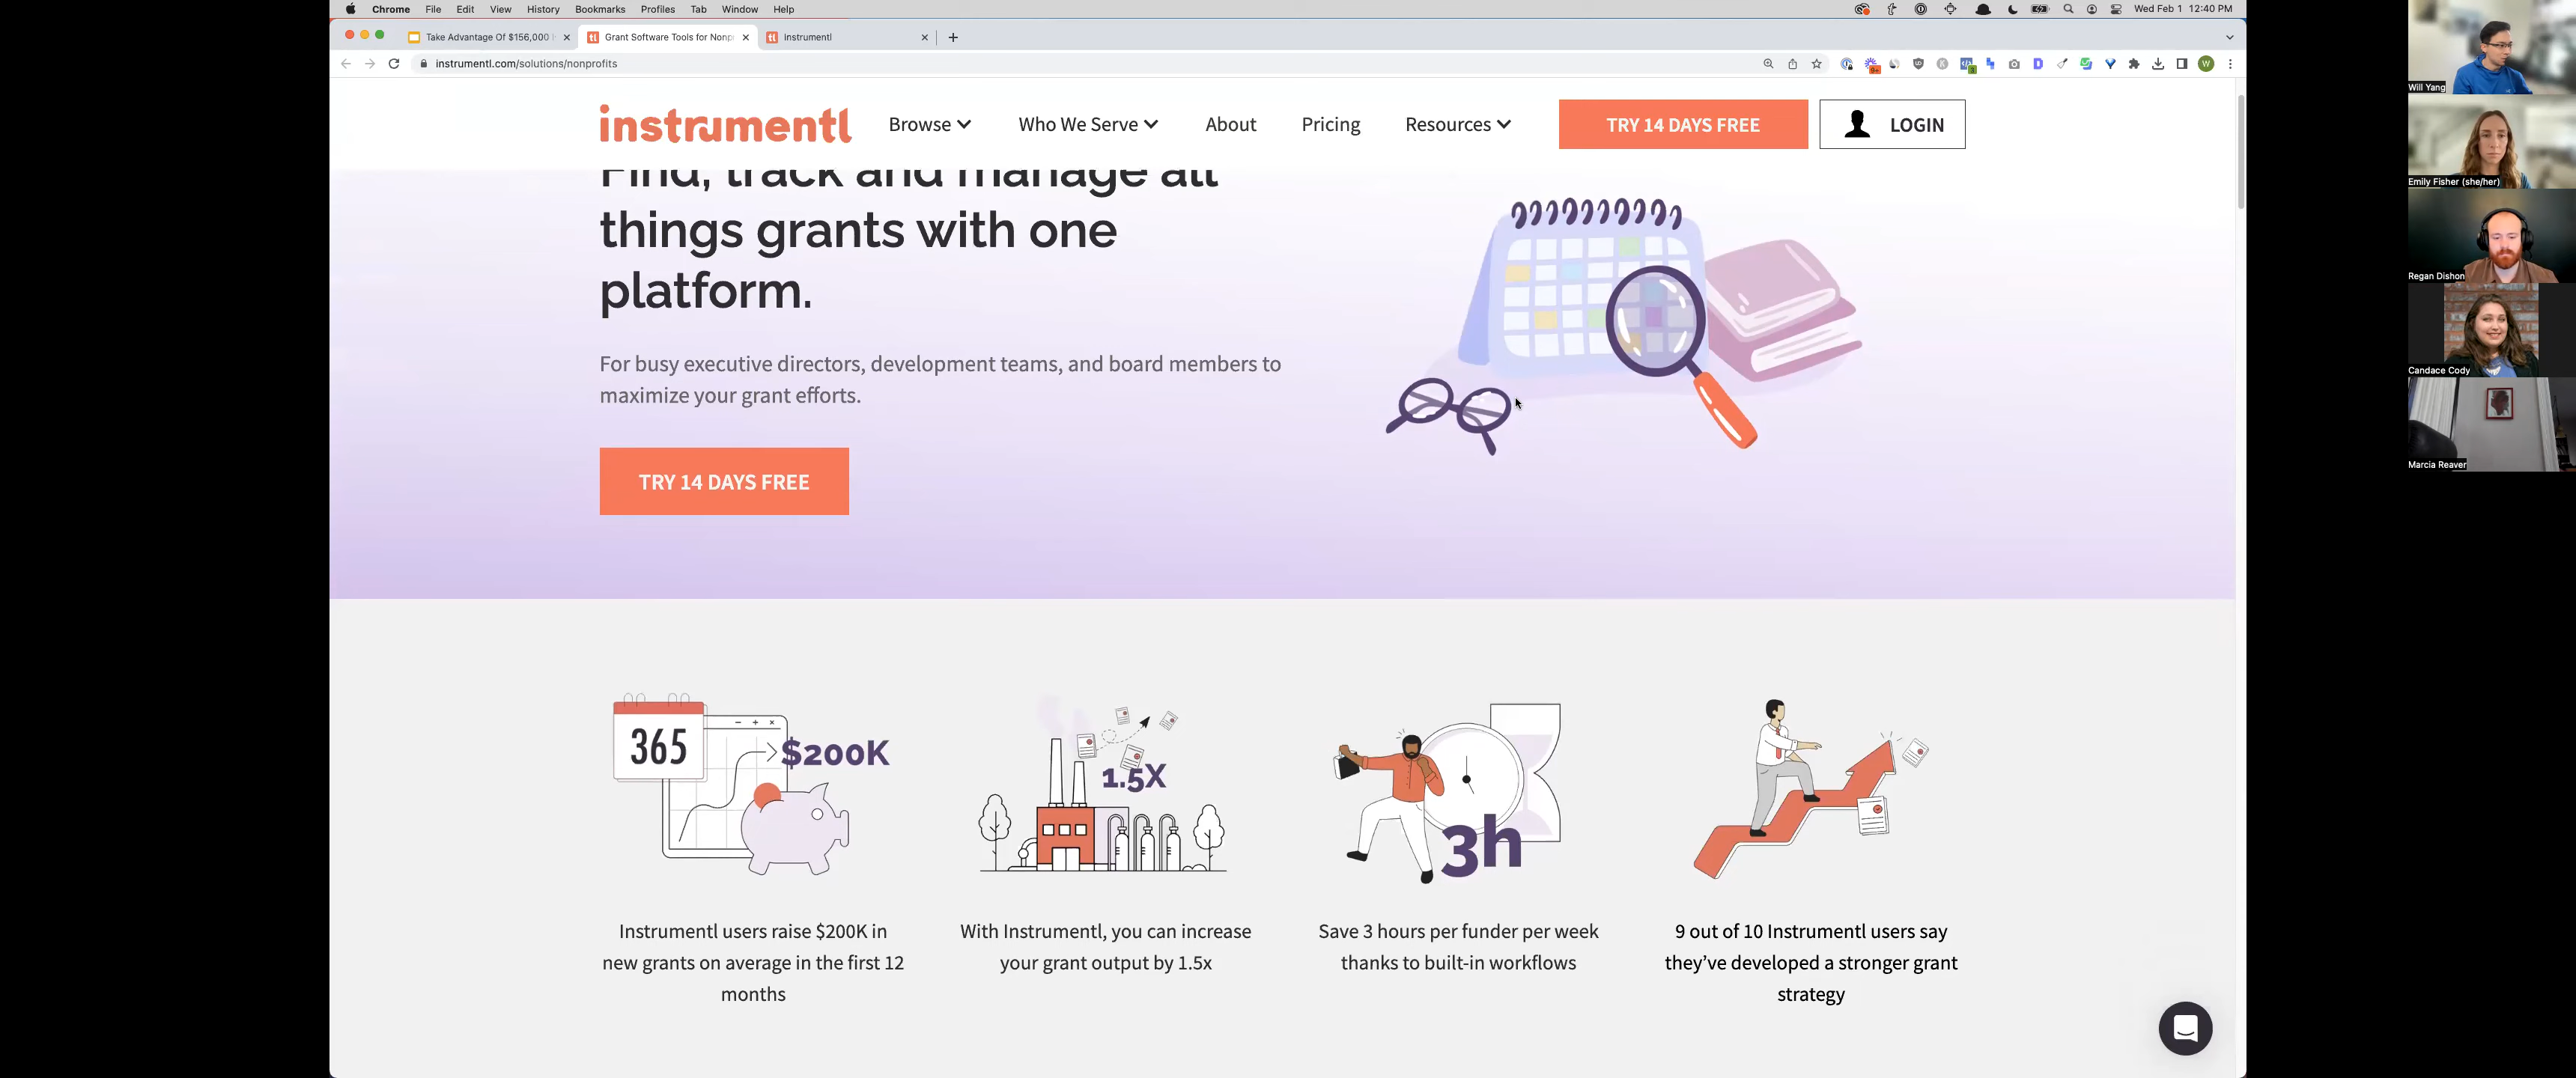 Chrome File Edit View History Bookmarks Profiles Tab Window Help Wed Feb 1 12:40 PM
Take Advantage Of $156,000 Grant Software Tools for Nonpr Instrumentl
instrumentl.com/solutions/nonprofits
instrumentl Browse Who We Serve About Pricing Resources TRY 14 DAYS FREE LOGIN
Find, track and manage all
things grants with one
platform.
For busy executive directors, development teams, and board members to
maximize your grant efforts.
TRY 14 DAYS FREE
365
$200K
1.5X
3h
Instrumentl users raise $200K in
new grants on average in the first 12
months
With Instrumentl, you can increase
your grant output by 1.5x
Save 3 hours per funder per week
thanks to built-in workflows
9 out of 10 Instrumentl users say
they've developed a stronger grant
strategy
Will Yang
Emily Fisher (she/her)
Regan Dishon
Candace Cody
Marcia Reaver